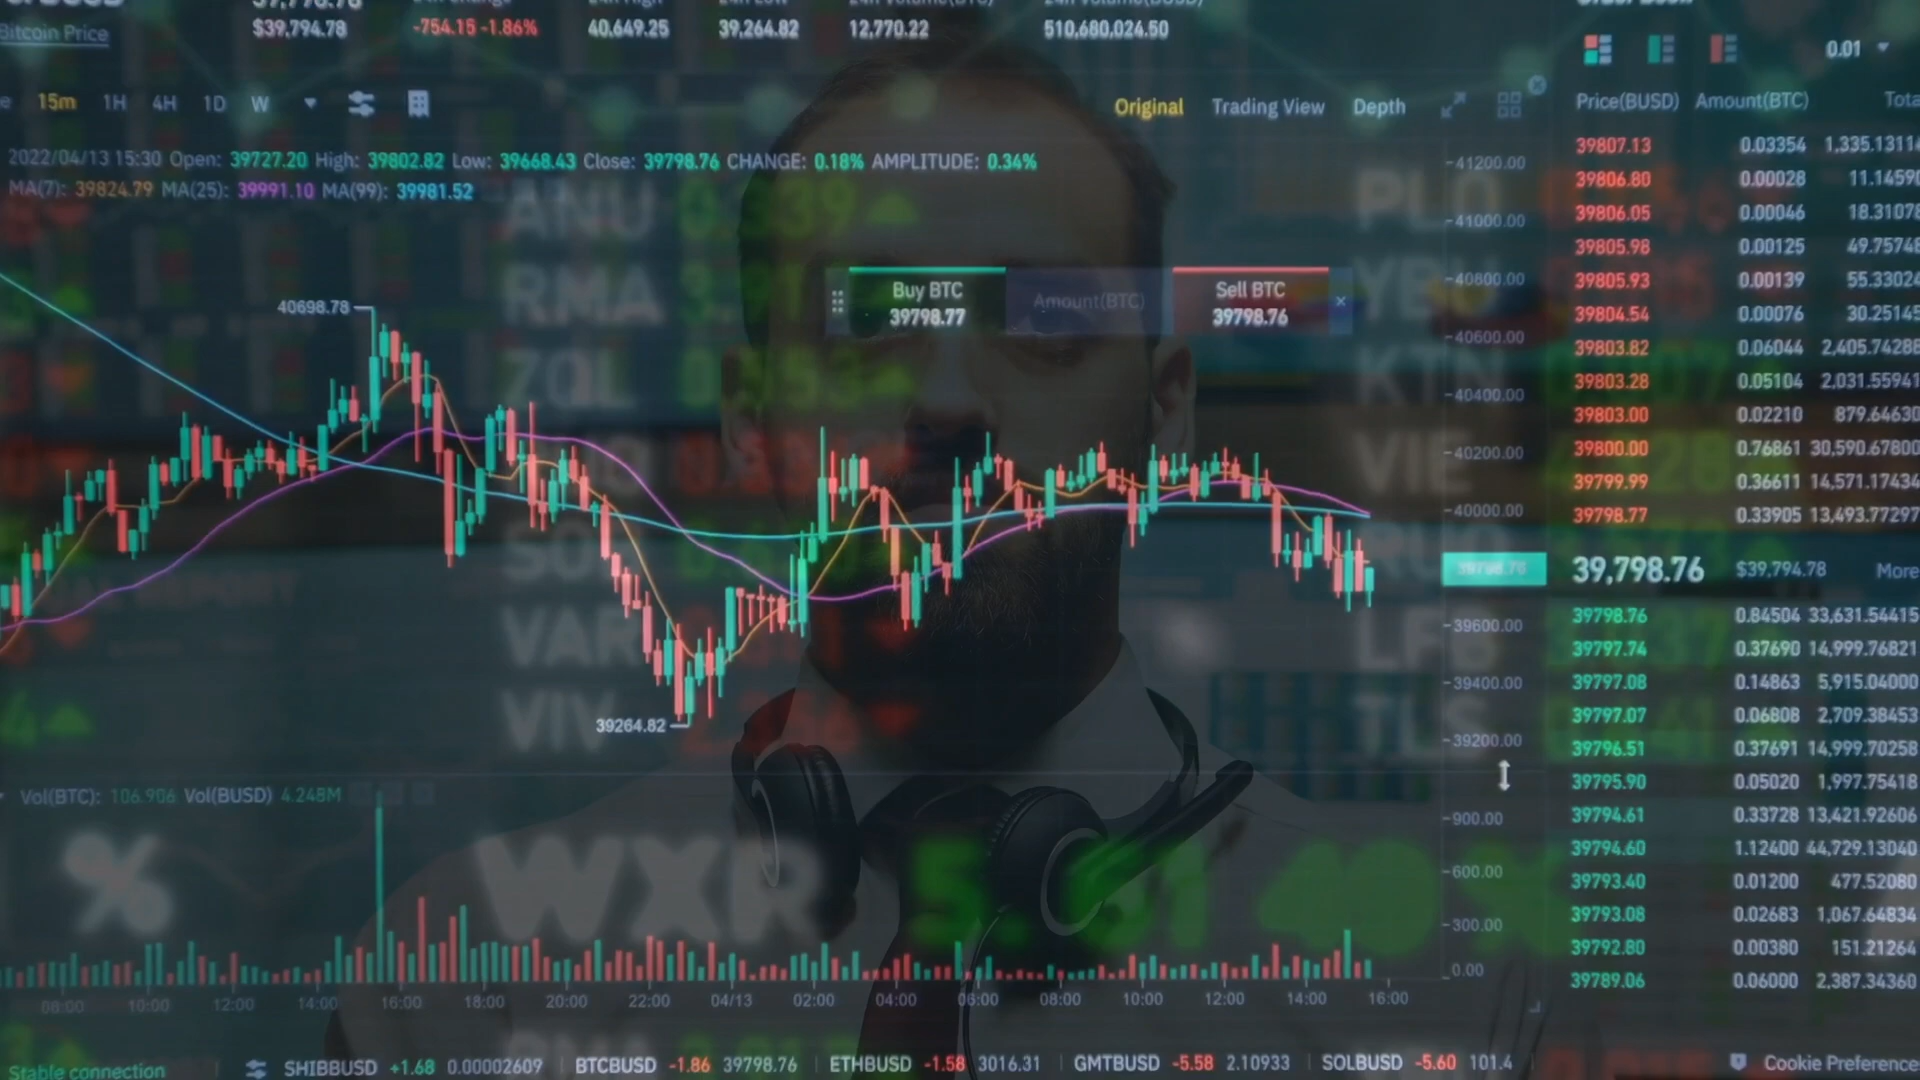 Bitcoin Price
$39,794.78 -754.15 -1.86% 40,649.25 39,264.82 12,770.22 510,680,024.50
15m 1H 4H 1D W
Original Trading View Depth
0.01
Price(BUSD) Amount(BTC)
2022/04/13 15:30 Open: 39727.20 High: 39802.82 Low: 39668.43 Close: 39798.76 CHANGE: 0.18% AMPLITUDE: 0.34%
MA(7): 39824.79 MA(25): 39991.10 MA(99): 39981.52
Buy BTC
39798.77
Amount(BTC)
Sell BTC
39798.76
40698.78
39264.82
41200.00
41000.00
40800.00
40600.00
40400.00
40200.00
40000.00
39798.76
39600.00
39400.00
39200.00
39807.13 0.03354 1,335.13114
39806.80 0.00028 11.14590
39806.05 0.00046 18.31078
39805.98 0.00125 49.75748
39805.93 0.00139 55.33024
39804.54 0.00076 30.25145
39803.82 0.06044 2,405.74288
39803.28 0.05104 2,031.55941
39803.00 0.02210 879.64630
39800.00 0.76861 30,590.67800
39799.99 0.36611 14,571.17434
39798.77 0.33905 13,493.77297
39,798.76 $39,794.78 More
39798.76 0.84504 33,631.54415
39797.74 0.37690 14,999.76821
39797.08 0.14863 5,915.04000
39797.07 0.06808 2,709.38453
39796.51 0.37691 14,999.70258
39795.90 0.05020 1,997.75418
39794.61 0.33728 13,421.92606
39794.60 1.12400 44,729.13040
39793.40 0.01200 477.52080
39793.08 0.02683 1,067.64834
39792.80 0.00380 151.21264
39789.06 0.06000 2,387.34360
ANU
RMA
ZQL
VAR
VIV
KTN
VIE
WXR
%
Vol(BTC): 106.906 Vol(BUSD) 4.248M
900.00
600.00
300.00
0.00
08:00 10:00 12:00 14:00 16:00 18:00 20:00 22:00 04/13 02:00 04:00 06:00 08:00 10:00 12:00 14:00 16:00
Stable connection SHIBBUSD +1.68 0.00002609 BTCBUSD -1.86 39798.76 ETHBUSD -1.58 3016.31 GMTBUSD -5.58 2.10933 SOLBUSD -5.60 101.4 Cookie Preference